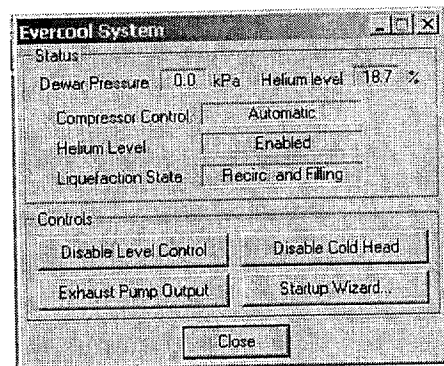 Evercool System
Status
Dewar Pressure 0.0 kPa Helium level 18.7 %
Compressor Control Automatic
Helium Level Enabled
Liquefaction State Recirc. and Filling
Controls
Disable Level Control Disable Cold Head
Exhaust Pump Output Startup Wizard...
Close